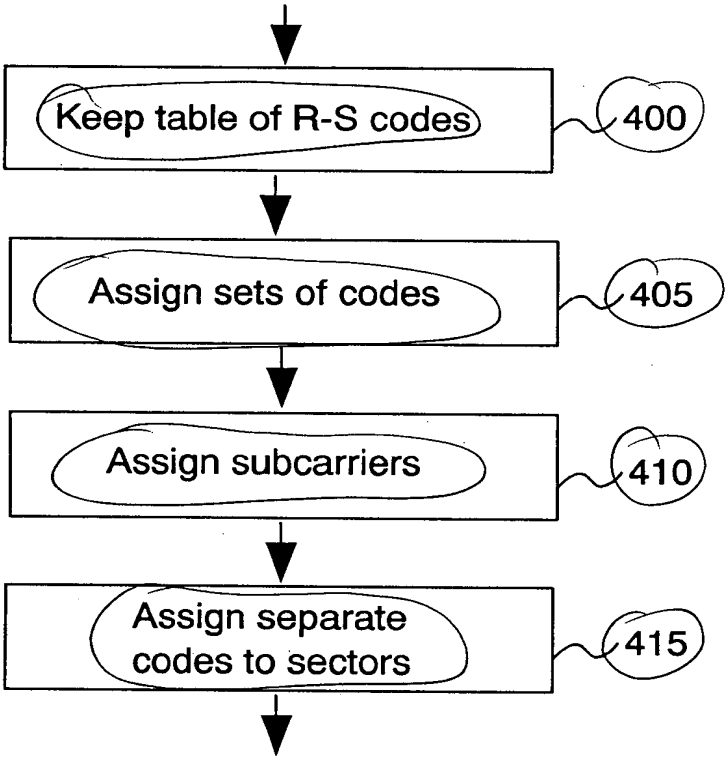 Keep table of R-S codes
400
Assign sets of codes
405
Assign subcarriers
410
Assign separate
codes to sectors
415